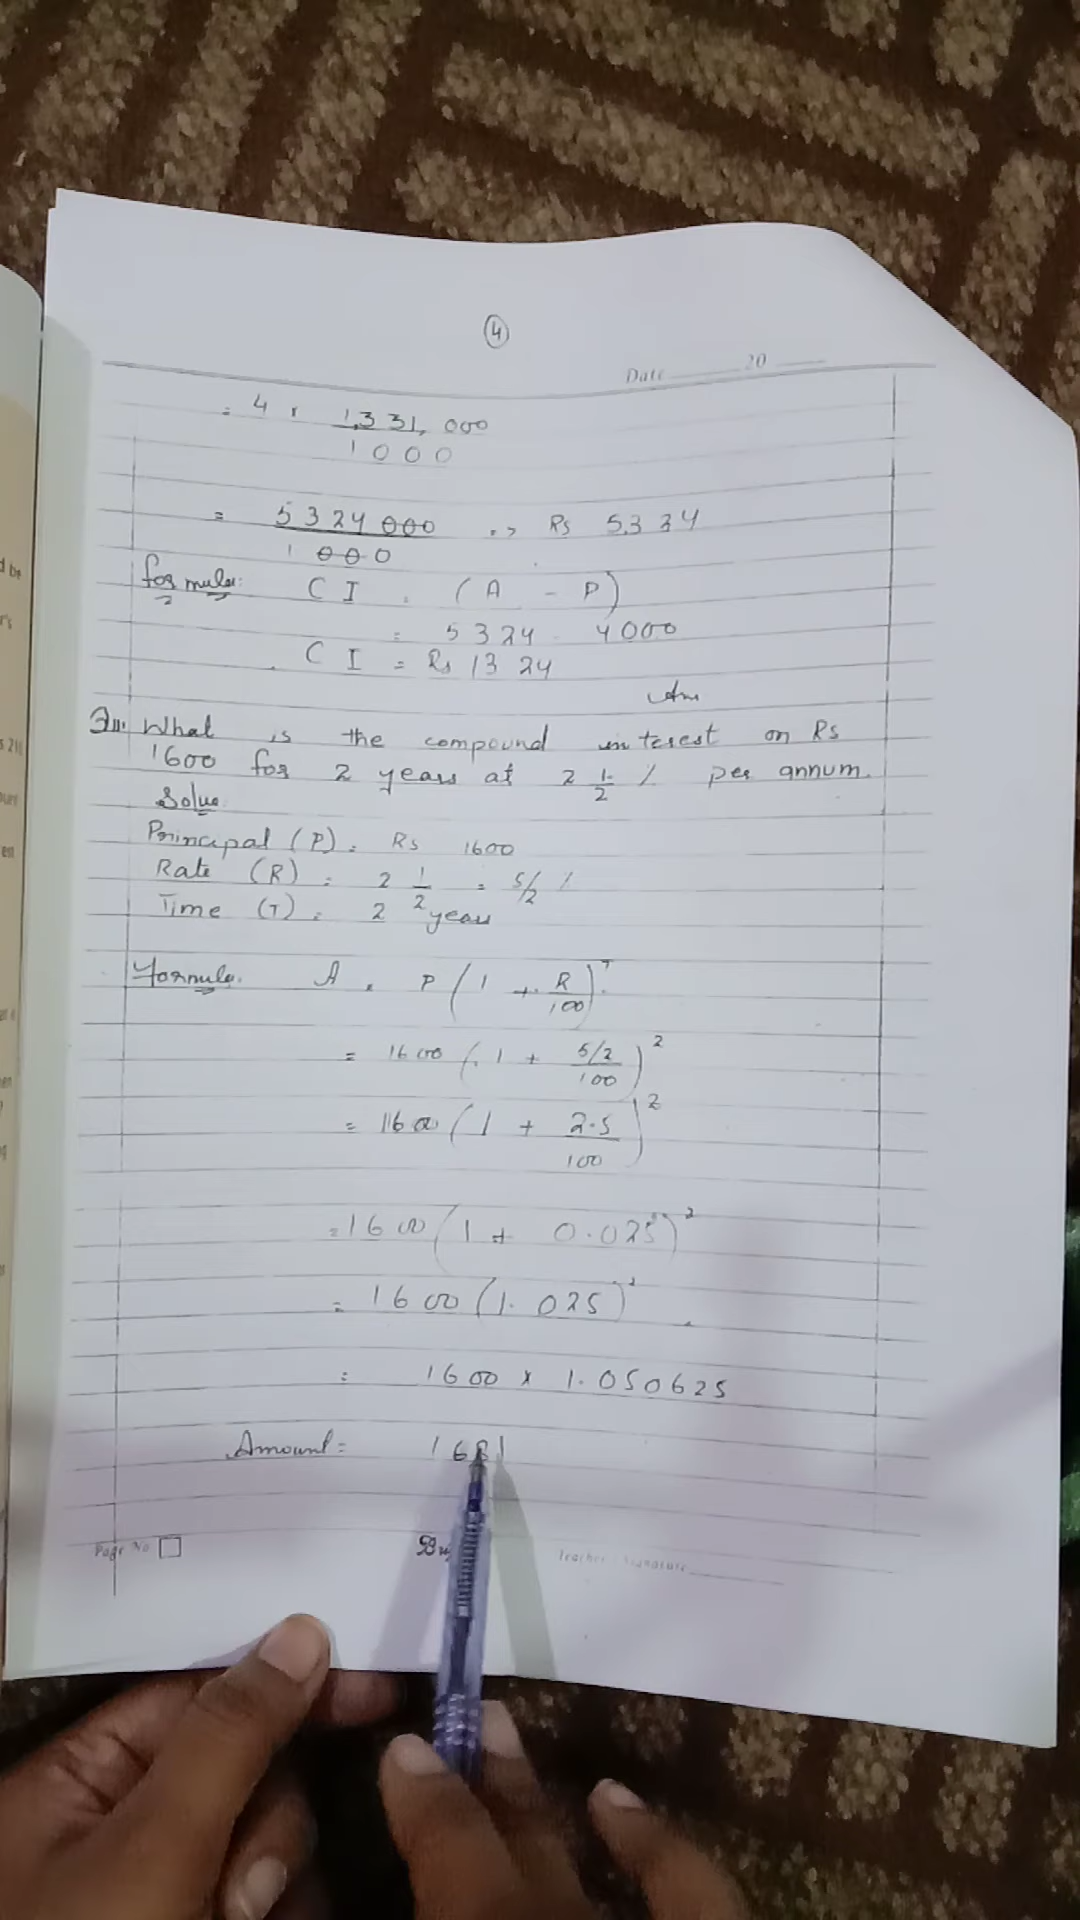 4
Date 20
= 4 × 1,331,000
1000
= 5324000 => Rs 5334
1000
formula: CI = (A - P)
= 5324 - 4000
CI = Rs 1324
Ans
What is the compound interest on Rs
1600 for 2 years at 2 1/2 % per annum.
Solve
Principal (P) = Rs 1600
Rate (R) = 2 1/2 = 5/2 %
Time (T) = 2 years
Formula. A = P (1 + R/100)^T
= 1600 (1 + 5/2 / 100)^2
= 1600 (1 + 2.5/100)^2
= 1600 (1 + 0.025)^2
= 1600 (1.025)^2
= 1600 × 1.050625
Amount = 1681
Page No
Teacher Signature